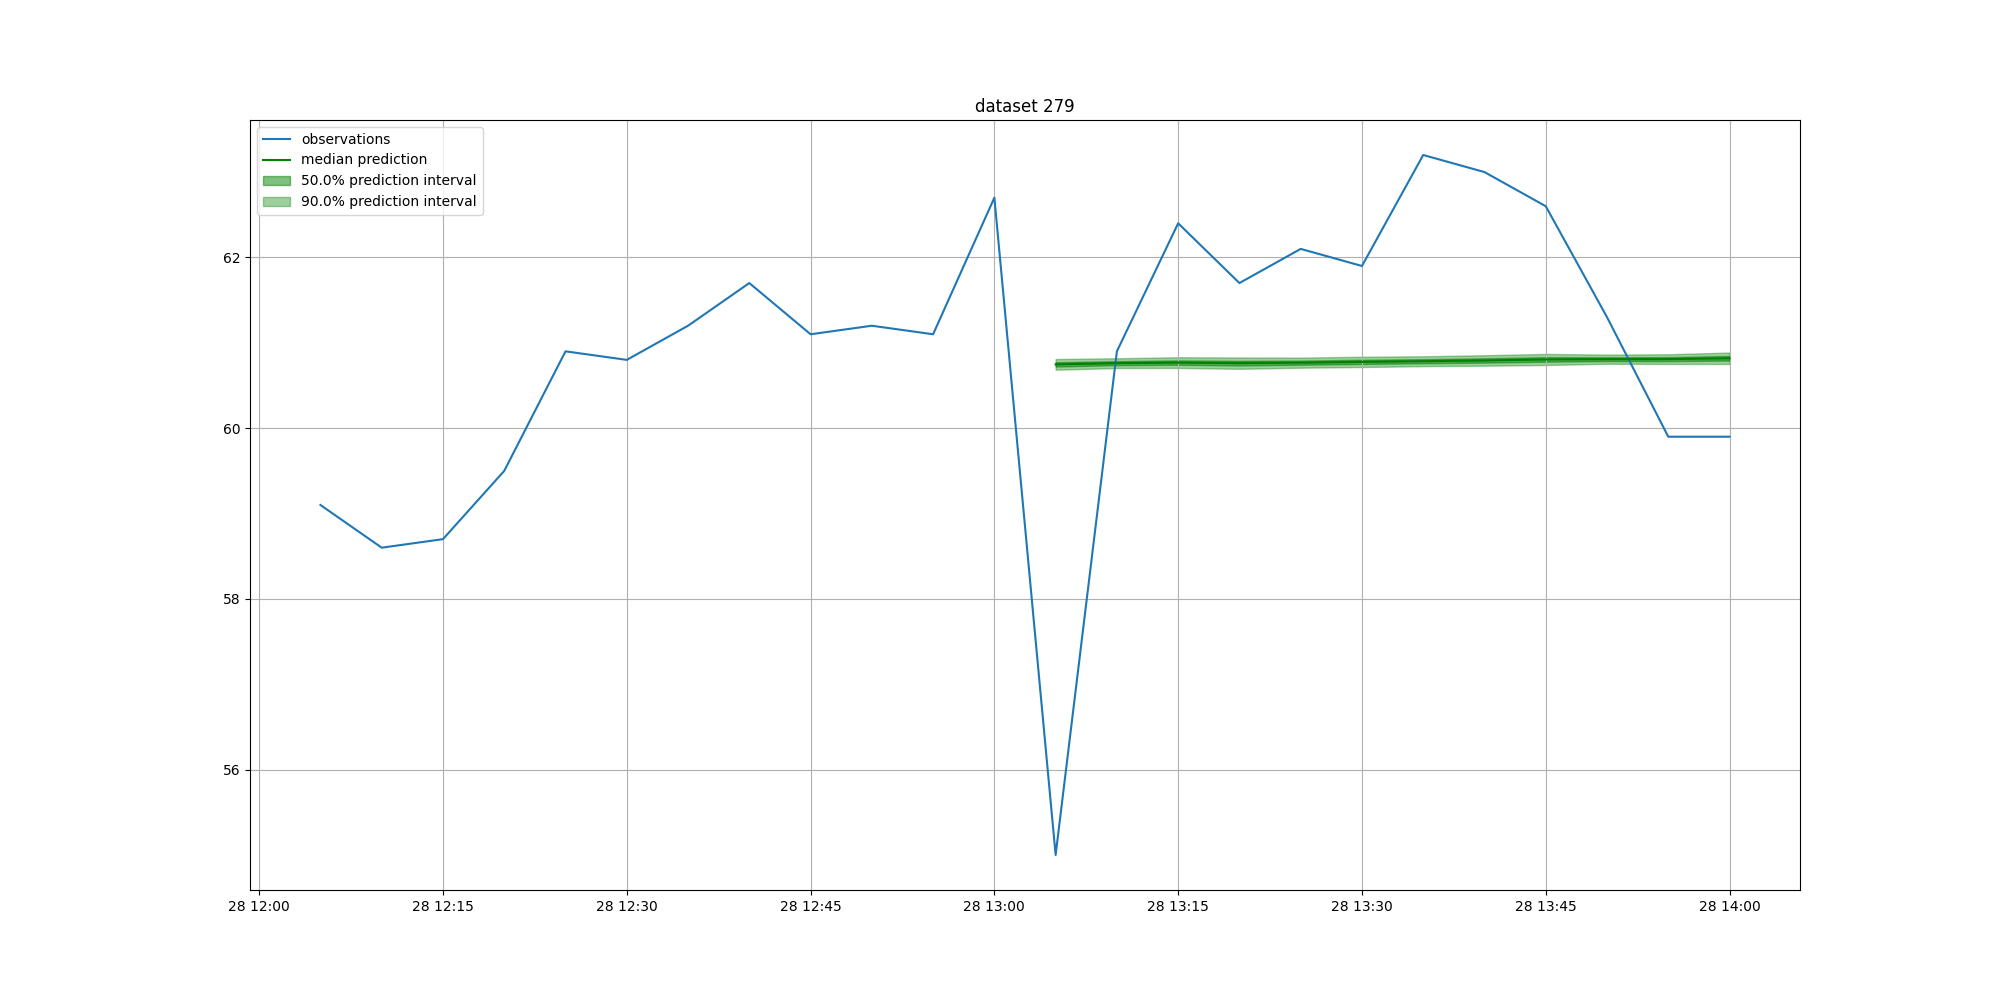 dataset 279
observations
median prediction
50.0% prediction interval
90.0% prediction interval
62
60
58
56
28 12:00 28 12:15 28 12:30 28 12:45 28 13:00 28 13:15 28 13:30 28 13:45 28 14:00